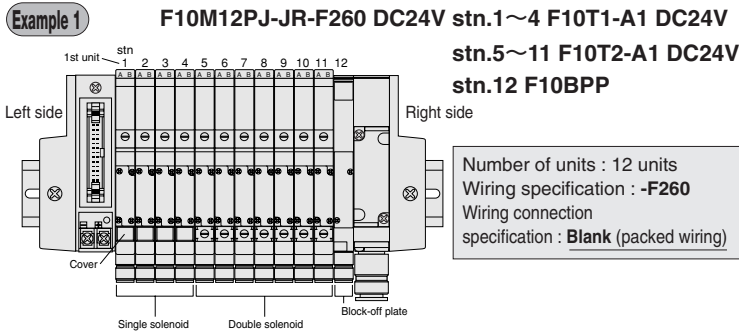 Example 1
F10M12PJ-JR-F260 DC24V stn.1～4 F10T1-A1 DC24V
stn.5～11 F10T2-A1 DC24V
stn.12 F10BPP
stn
1st unit
1 2 3 4 5 6 7 8 9 10 11 12
A B A B A B A B A B A B A B A B A B A B A B
Left side
Right side
Number of units : 12 units
Wiring specification : -F260
Wiring connection
specification : Blank (packed wiring)
Cover
Block-off plate
Single solenoid
Double solenoid